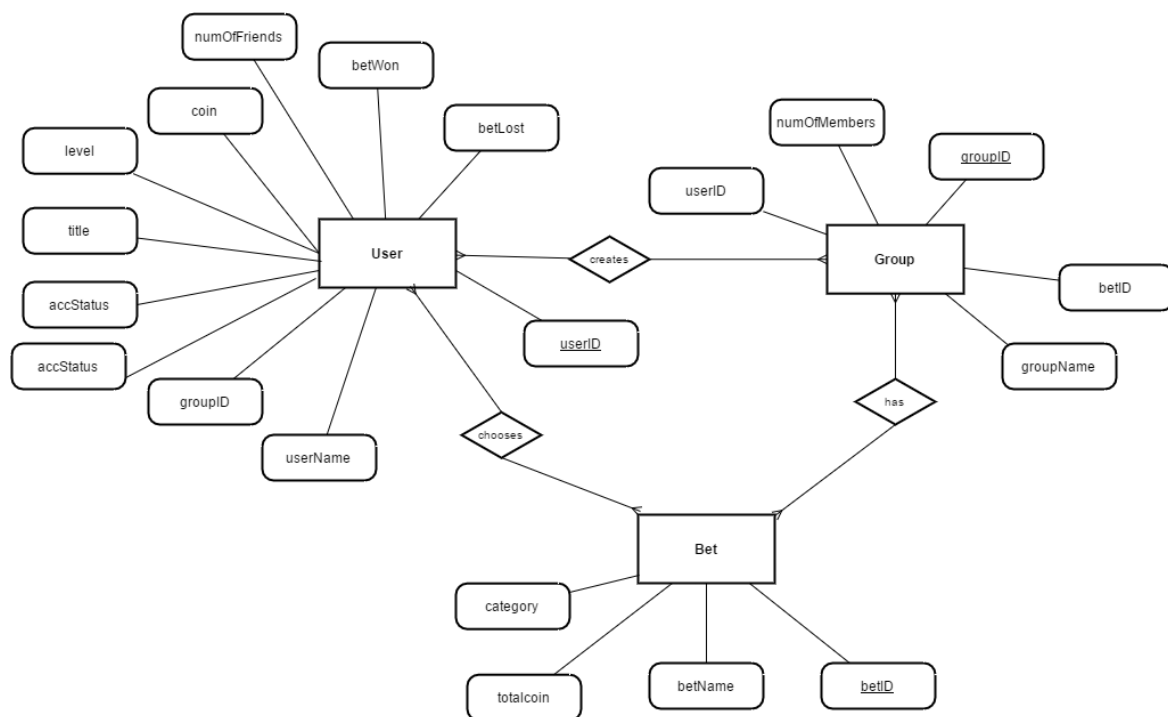 numOfFriends
betWon
coin
betLost
level
title
accStatus
accStatus
groupID
userName
userID
User
creates
numOfMembers
groupID
userID
Group
betID
groupName
chooses
has
Bet
category
totalcoin
betName
betID